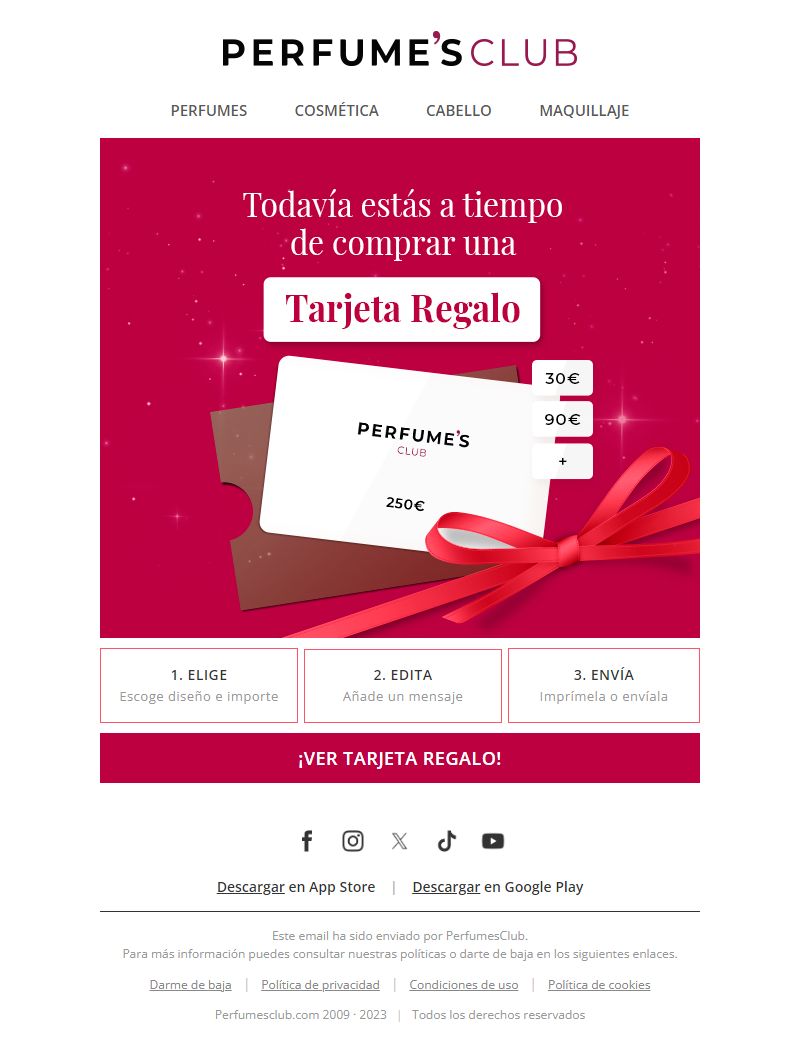 PERFUME'S CLUB
PERFUMES COSMÉTICA CABELLO MAQUILLAJE
Todavía estás a tiempo
de comprar una
Tarjeta Regalo
30€
90€
+
PERFUME'S
CLUB
250€
1. ELIGE
Escoge diseño e importe
2. EDITA
Añade un mensaje
3. ENVÍA
Imprímela o envíala
¡VER TARJETA REGALO!
Descargar en App Store | Descargar en Google Play
Este email ha sido enviado por PerfumesClub.
Para más información puedes consultar nuestras políticas o darte de baja en los siguientes enlaces.
Darme de baja | Política de privacidad | Condiciones de uso | Política de cookies
Perfumesclub.com 2009 · 2023 | Todos los derechos reservados